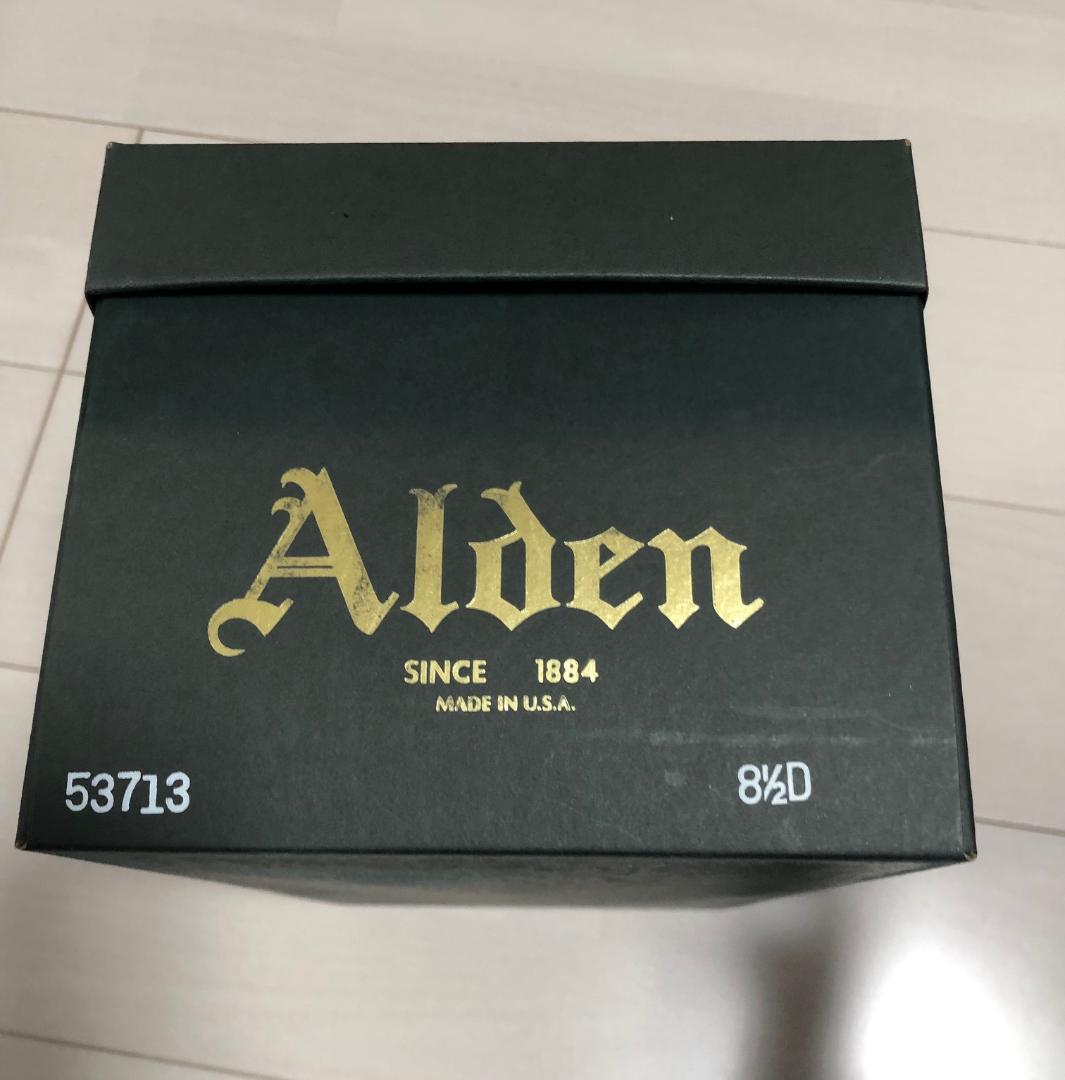 Alden
SINCE 1884
MADE IN U.S.A.
53713 8½D